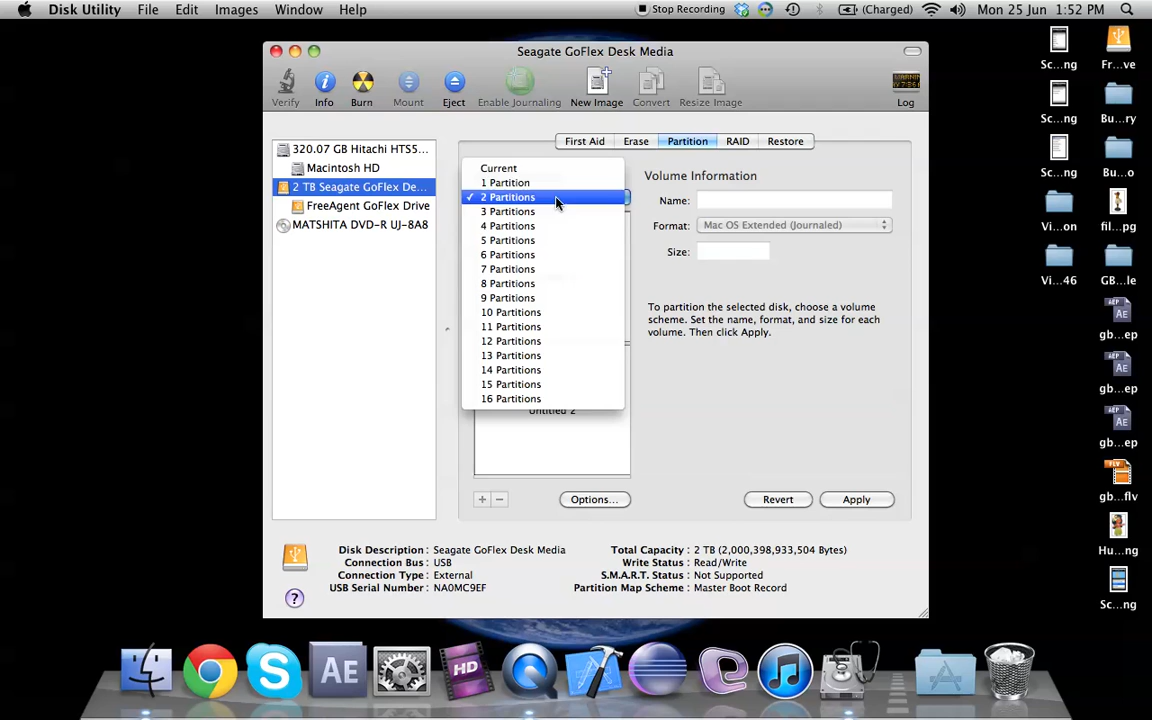 Disk Utility File Edit Images Window Help Stop Recording (Charged) Mon 25 Jun 1:52 PM
Seagate GoFlex Desk Media
Verify Info Burn Mount Eject Enable Journaling New Image Convert Resize Image Log
First Aid Erase Partition RAID Restore
320.07 GB Hitachi HTS5...
Macintosh HD
2 TB Seagate GoFlex De...
FreeAgent GoFlex Drive
MATSHITA DVD-R UJ-8A8
Current
1 Partition
✓ 2 Partitions
3 Partitions
4 Partitions
5 Partitions
6 Partitions
7 Partitions
8 Partitions
9 Partitions
10 Partitions
11 Partitions
12 Partitions
13 Partitions
14 Partitions
15 Partitions
16 Partitions
Untitled 2
+ −
Options...
Volume Information
Name:
Format: Mac OS Extended (Journaled)
Size:
To partition the selected disk, choose a volume
scheme. Set the name, format, and size for each
volume. Then click Apply.
Revert Apply
Disk Description : Seagate GoFlex Desk Media
Connection Bus : USB
Connection Type : External
USB Serial Number : NA0MC9EF
Total Capacity : 2 TB (2,000,398,933,504 Bytes)
Write Status : Read/Write
S.M.A.R.T. Status : Not Supported
Partition Map Scheme : Master Boot Record
?
Sc...ng Fr...ve
Sc...ng Bu...ry
Sc...ng Bu...o
Vi...on fil...pg
Vi...46 GB...le
AE
gb...ep
AE
gb...ep
AE
gb...ep
FLV
gb...flv
Hu...ng
Sc...ng
AE HD